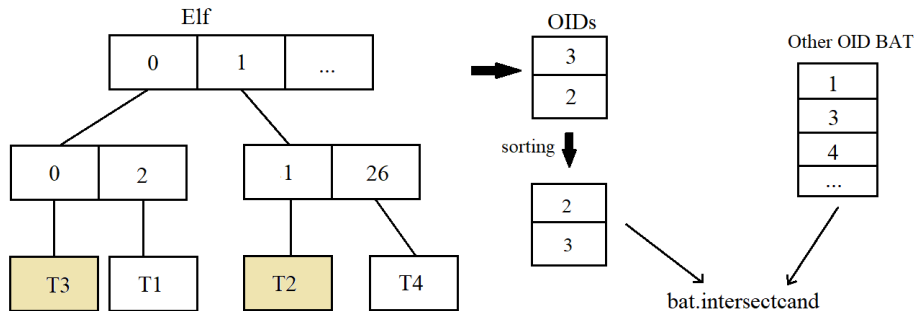 Elf
0 1 ...
0 2
1 26
T3 T1 T2 T4
OIDs
3
2
sorting
2
3
Other OID BAT
1
3
4
...
bat.intersectcand